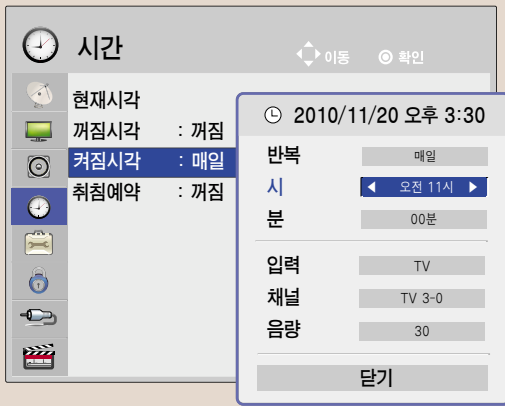 시간
이동 확인
현재시각
꺼짐시각 : 꺼짐
켜짐시각 : 매일
취침예약 : 꺼짐
2010/11/20 오후 3:30
반복 매일
시 오전 11시
분 00분
입력 TV
채널 TV 3-0
음량 30
닫기